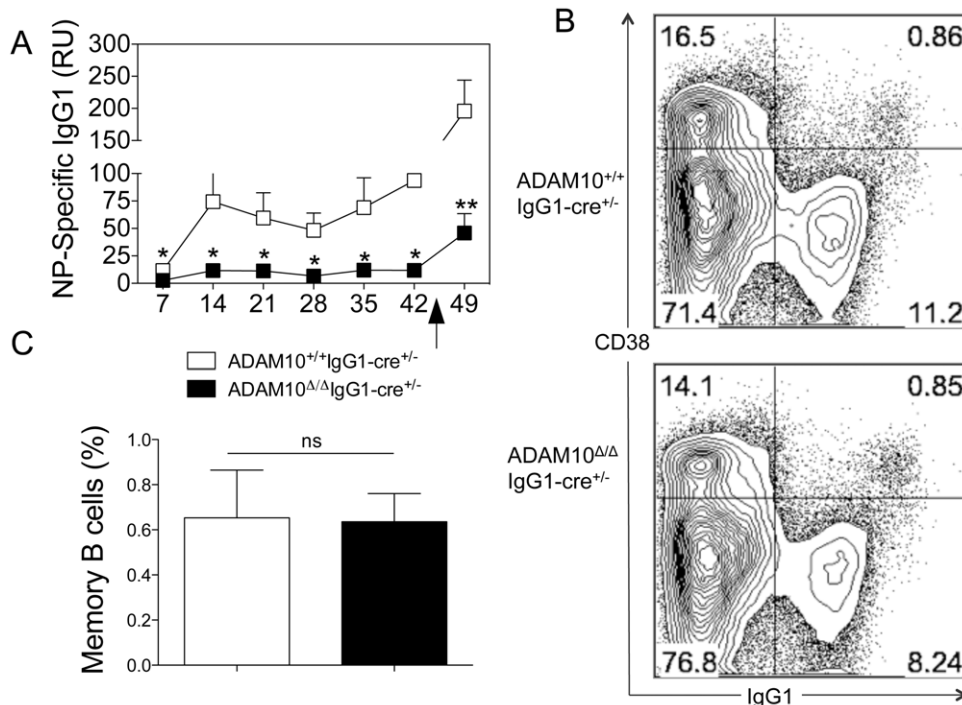 A
NP-Specific IgG1 (RU)
300
250
200
150
100
75
50
25
0
* * * * * * **
7 14 21 28 35 42 49
ADAM10+/+IgG1-cre+/-
ADAM10Δ/ΔIgG1-cre+/-
B
16.5 0.86
71.4 11.2
ADAM10+/+
IgG1-cre+/-
CD38
14.1 0.85
76.8 8.24
ADAM10Δ/Δ
IgG1-cre+/-
IgG1
C
Memory B cells (%)
1.0
0.8
0.6
0.4
0.2
0.0
ns